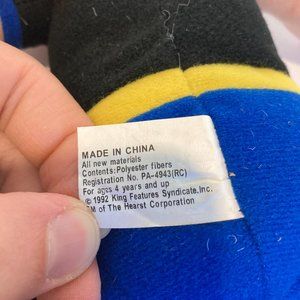 MADE IN CHINA
All new materials
Contents:Polyester fibers
Registration No. PA-4943(RC)
For ages 4 years and up
© 1992 King Features Syndicate.Inc.
TM of The Hearst Corporation